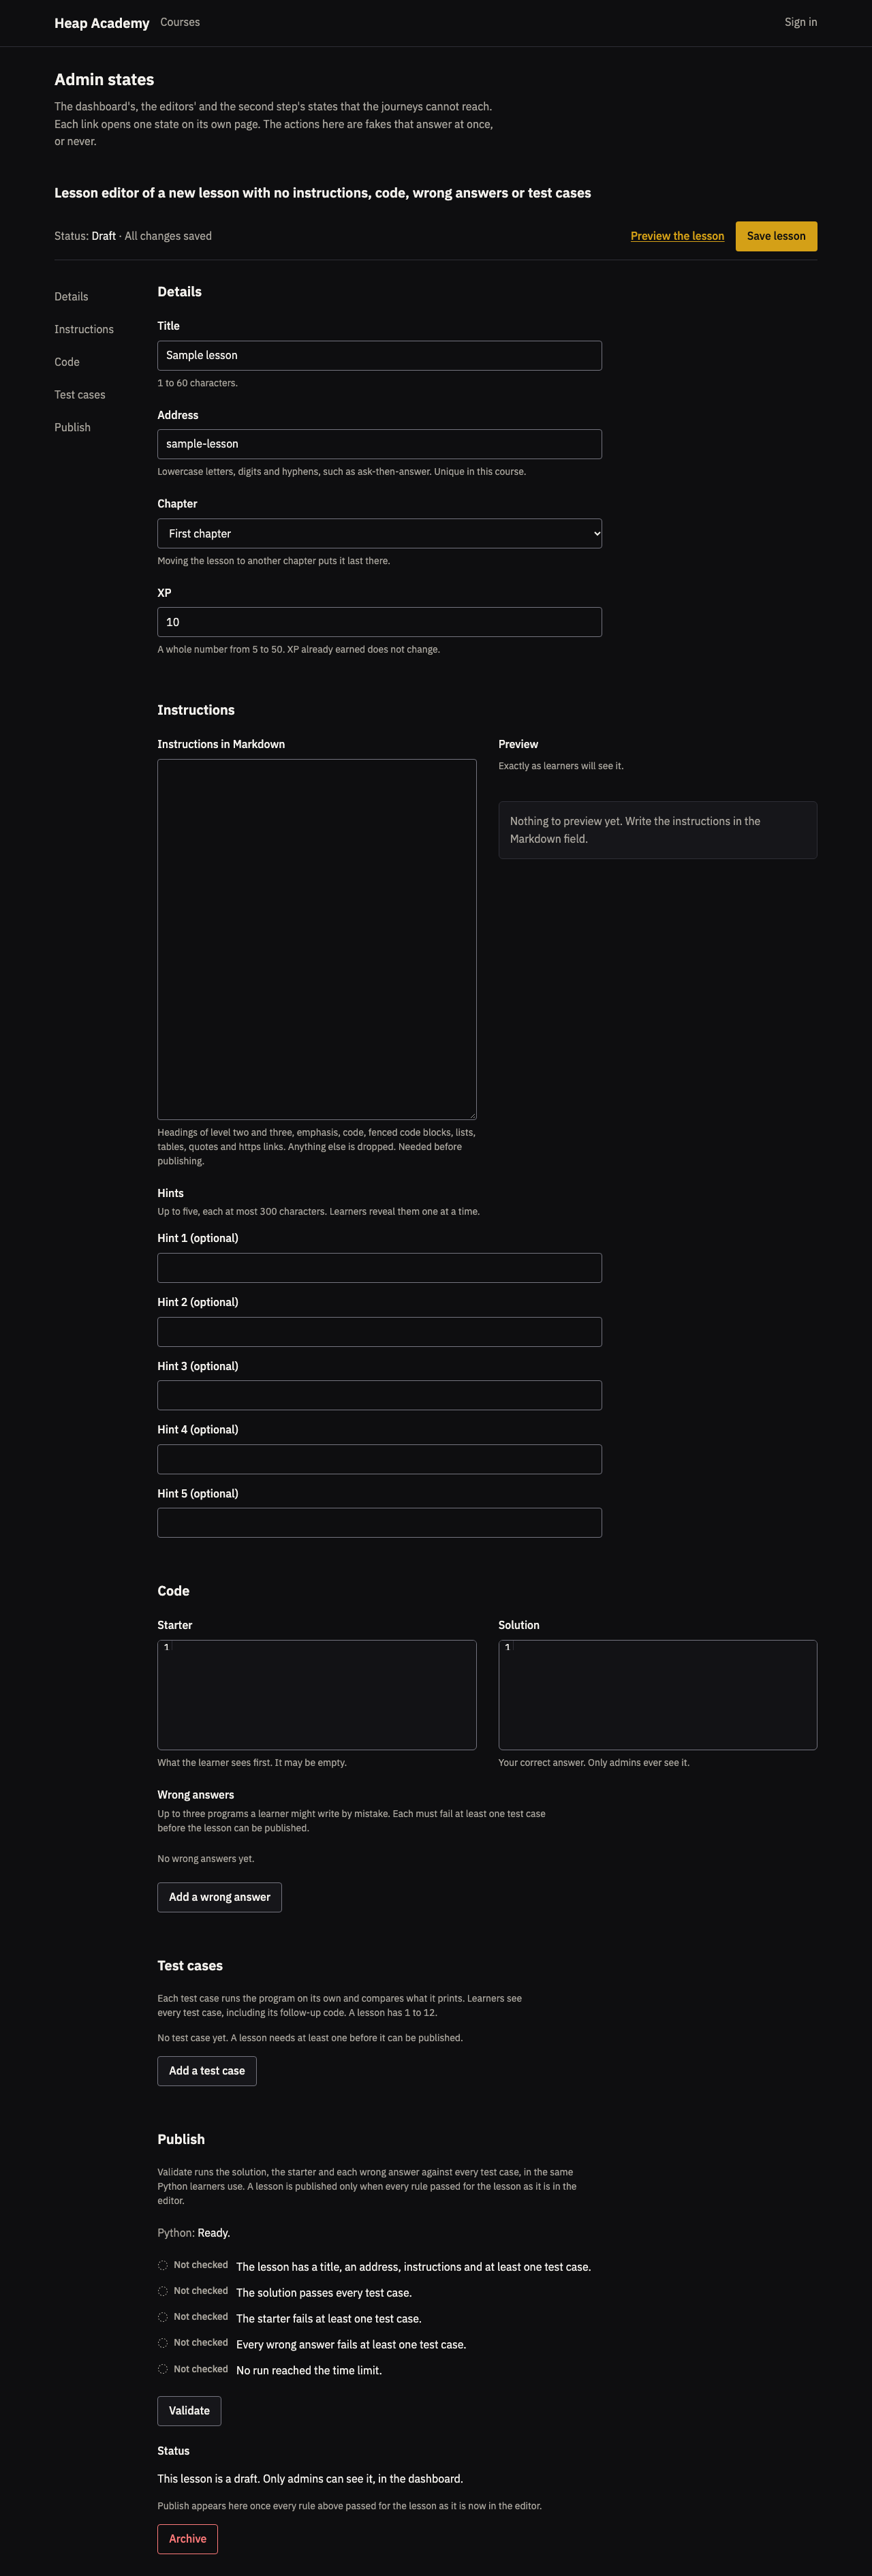 Heap Academy
Courses
Sign in
Admin states
The dashboard's, the editors' and the second step's states that the journeys cannot reach.
Each link opens one state on its own page. The actions here are fakes that answer at once,
or never.
Lesson editor of a new lesson with no instructions, code, wrong answers or test cases
Status: Draft · All changes saved
Preview the lesson
Save lesson
Details
Instructions
Code
Test cases
Publish
Details
Title
Sample lesson
1 to 60 characters.
Address
sample-lesson
Lowercase letters, digits and hyphens, such as ask-then-answer. Unique in this course.
Chapter
First chapter
Moving the lesson to another chapter puts it last there.
XP
10
A whole number from 5 to 50. XP already earned does not change.
Instructions
Instructions in Markdown
Preview
Exactly as learners will see it.
Nothing to preview yet. Write the instructions in the
Markdown field.
Headings of level two and three, emphasis, code, fenced code blocks, lists,
tables, quotes and https links. Anything else is dropped. Needed before
publishing.
Hints
Up to five, each at most 300 characters. Learners reveal them one at a time.
Hint 1 (optional)
Hint 2 (optional)
Hint 3 (optional)
Hint 4 (optional)
Hint 5 (optional)
Code
Starter
1
What the learner sees first. It may be empty.
Solution
1
Your correct answer. Only admins ever see it.
Wrong answers
Up to three programs a learner might write by mistake. Each must fail at least one test case
before the lesson can be published.
No wrong answers yet.
Add a wrong answer
Test cases
Each test case runs the program on its own and compares what it prints. Learners see
every test case, including its follow-up code. A lesson has 1 to 12.
No test case yet. A lesson needs at least one before it can be published.
Add a test case
Publish
Validate runs the solution, the starter and each wrong answer against every test case, in the same
Python learners use. A lesson is published only when every rule passed for the lesson as it is in the
editor.
Python: Ready.
Not checked The lesson has a title, an address, instructions and at least one test case.
Not checked The solution passes every test case.
Not checked The starter fails at least one test case.
Not checked Every wrong answer fails at least one test case.
Not checked No run reached the time limit.
Validate
Status
This lesson is a draft. Only admins can see it, in the dashboard.
Publish appears here once every rule above passed for the lesson as it is now in the editor.
Archive